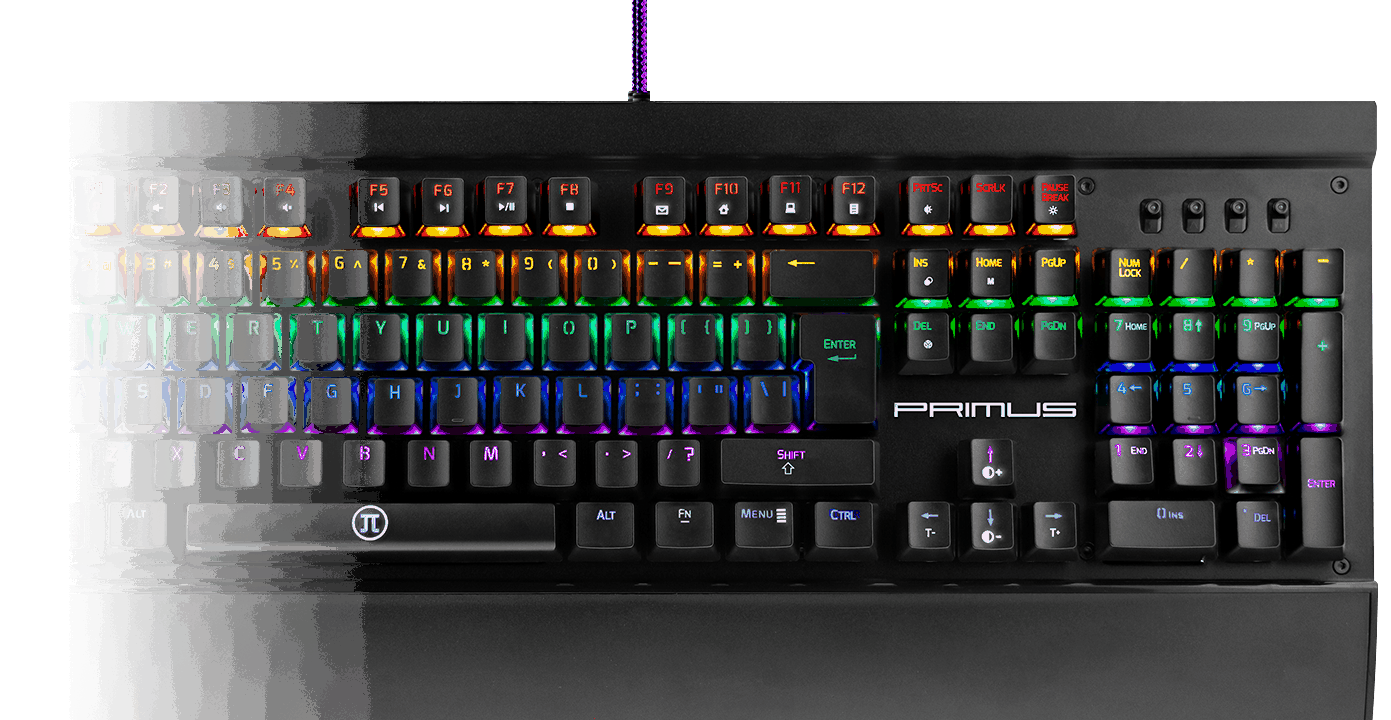 F2 F3 F4 F5 F6 F7 F8 F9 F10 F11 F12 PRTSC SCRLK PAUSE
BREAK
3 # 4 $ 5 % 6 ^ 7 & 8 * 9 ( 0 ) - – = + INS HOME PGUP NUM / * -
M LOCK
W E R T Y U I O P [ { ] } ENTER DEL END PGDN 7 HOME 8 9 PGUP +
S D F G H J K L ; : ' " \ | 4 5 6
PRIMUS
X C V B N M , < . > / ? SHIFT 1 END 2 3 PGDN ENTER
ALT ALT FN MENU CTRL T- - T+ 0 INS . DEL